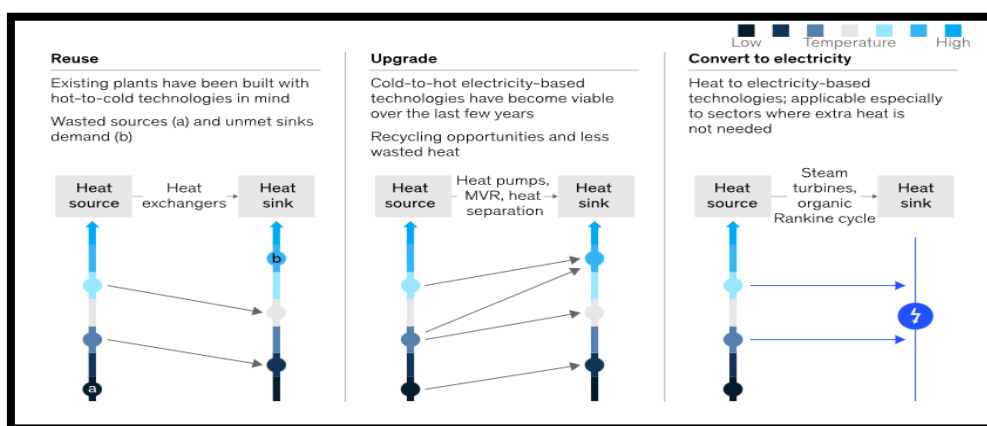 Low Temperature High
Reuse
Existing plants have been built with
hot-to-cold technologies in mind
Wasted sources (a) and unmet sinks
demand (b)
Heat
source
Heat
exchangers
Heat
sink
b
a
Upgrade
Cold-to-hot electricity-based
technologies have become viable
over the last few years
Recycling opportunities and less
wasted heat
Heat
source
Heat pumps,
MVR, heat
separation
Heat
sink
Convert to electricity
Heat to electricity-based
technologies; applicable especially
to sectors where extra heat is
not needed
Heat
source
Steam
turbines,
organic
Rankine cycle
Heat
sink